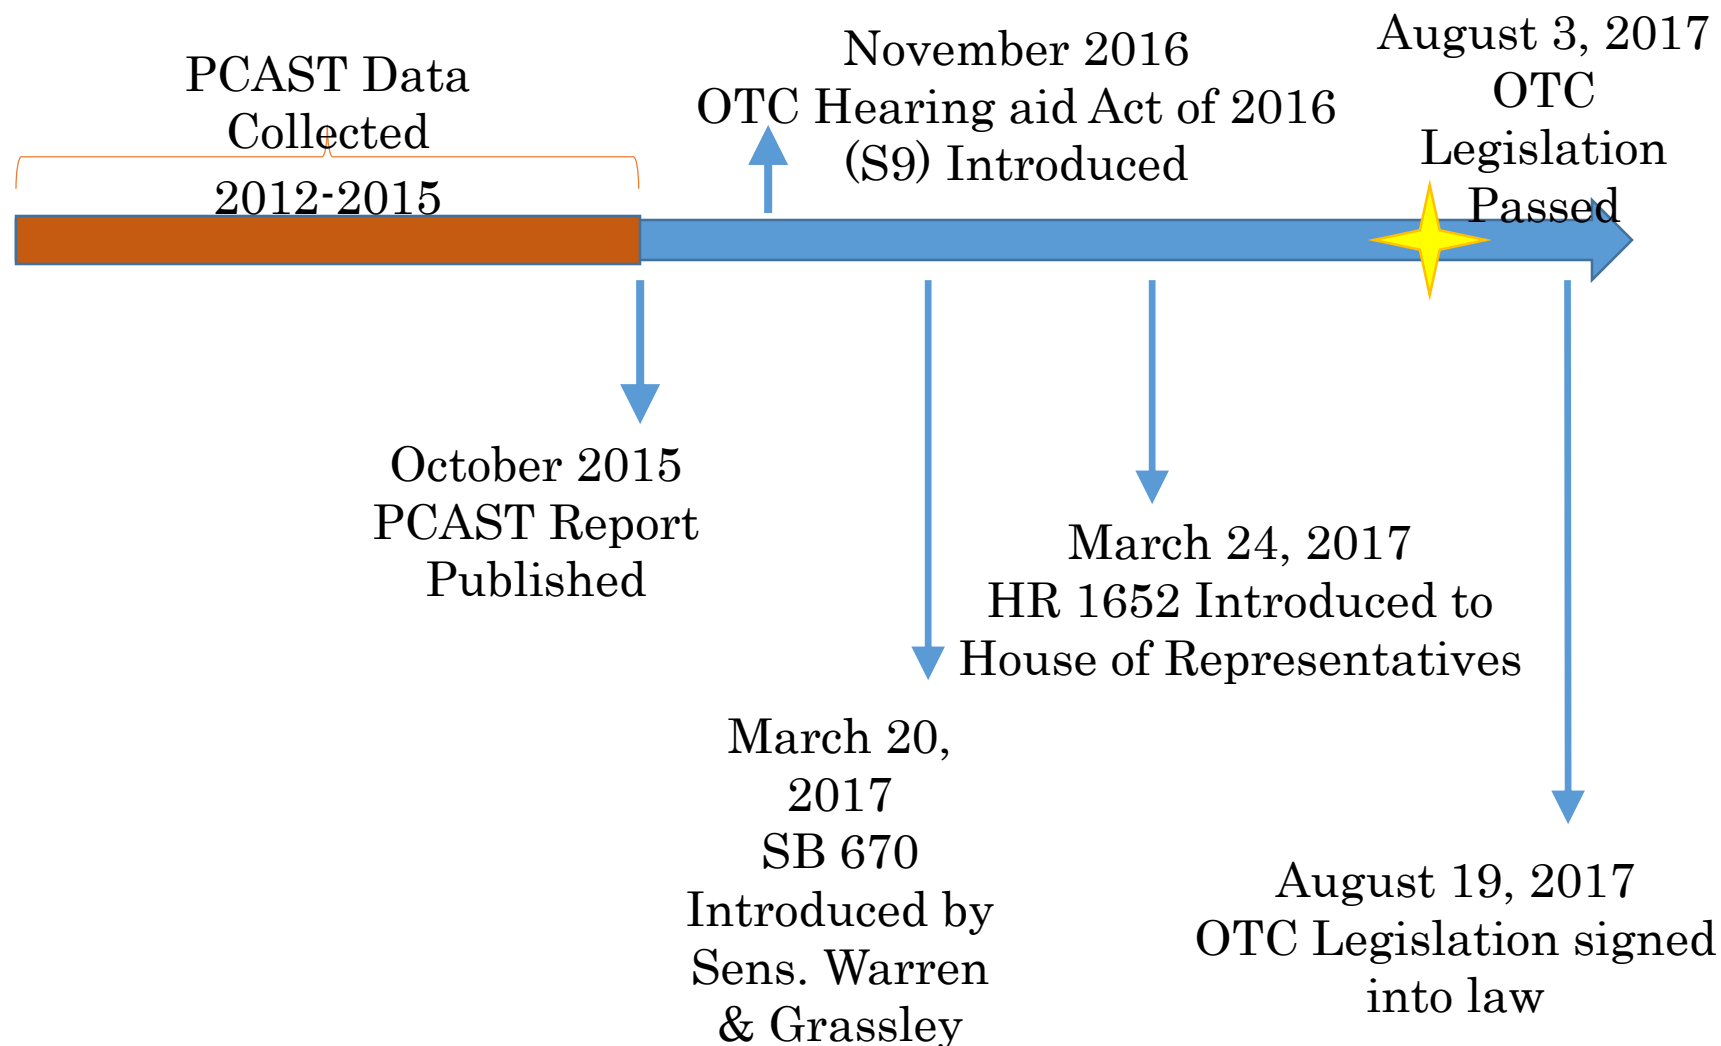 PCAST Data
Collected
2012-2015
November 2016
OTC Hearing aid Act of 2016
(S9) Introduced
August 3, 2017
OTC
Legislation
Passed
October 2015
PCAST Report
Published
March 20,
2017
SB 670
Introduced by
Sens. Warren
& Grassley
March 24, 2017
HR 1652 Introduced to
House of Representatives
August 19, 2017
OTC Legislation signed
into law